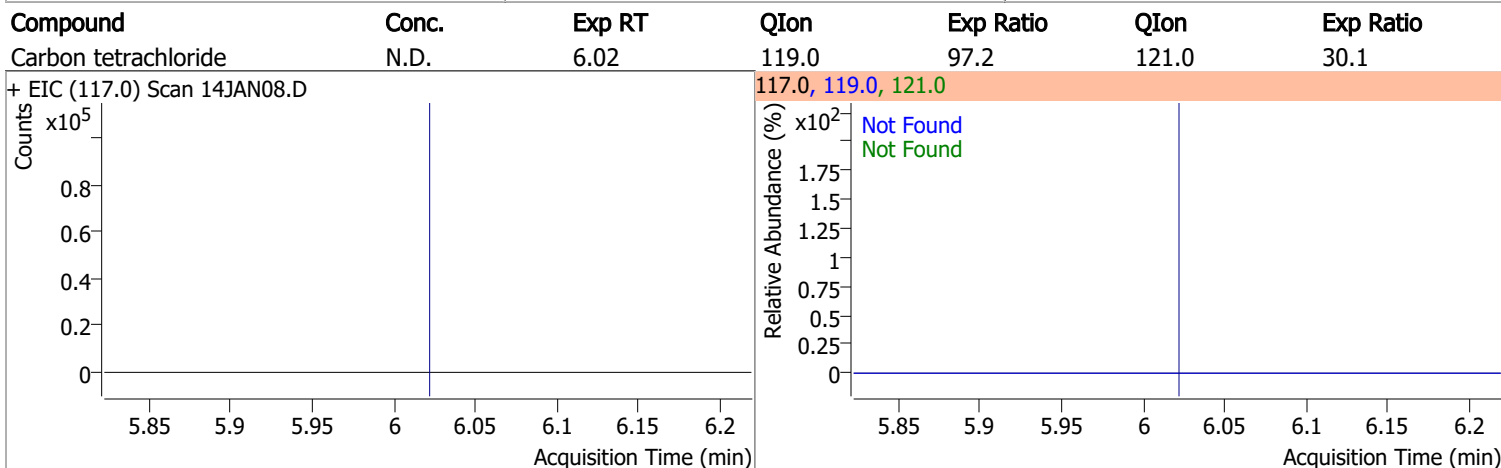 Compound Conc. Exp RT QIon Exp Ratio QIon Exp Ratio
Carbon tetrachloride N.D. 6.02 119.0 97.2 121.0 30.1
+ EIC (117.0) Scan 14JAN08.D
Counts
x10⁵
0.8
0.6
0.4
0.2
0
5.85 5.9 5.95 6 6.05 6.1 6.15 6.2
Acquisition Time (min)
117.0, 119.0, 121.0
Relative Abundance (%)
x10²
Not Found
Not Found
1.75
1.5
1.25
1
0.75
0.5
0.25
0
5.85 5.9 5.95 6 6.05 6.1 6.15 6.2
Acquisition Time (min)